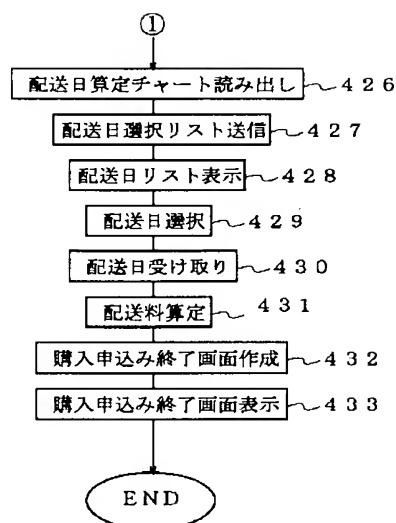 ①
配送日算定チャート読み出し ４２６
配送日選択リスト送信 ４２７
配送日リスト表示 ４２８
配送日選択 ４２９
配送日受け取り ４３０
配送料算定 ４３１
購入申込み終了画面作成 ４３２
購入申込み終了画面表示 ４３３
ＥＮＤ